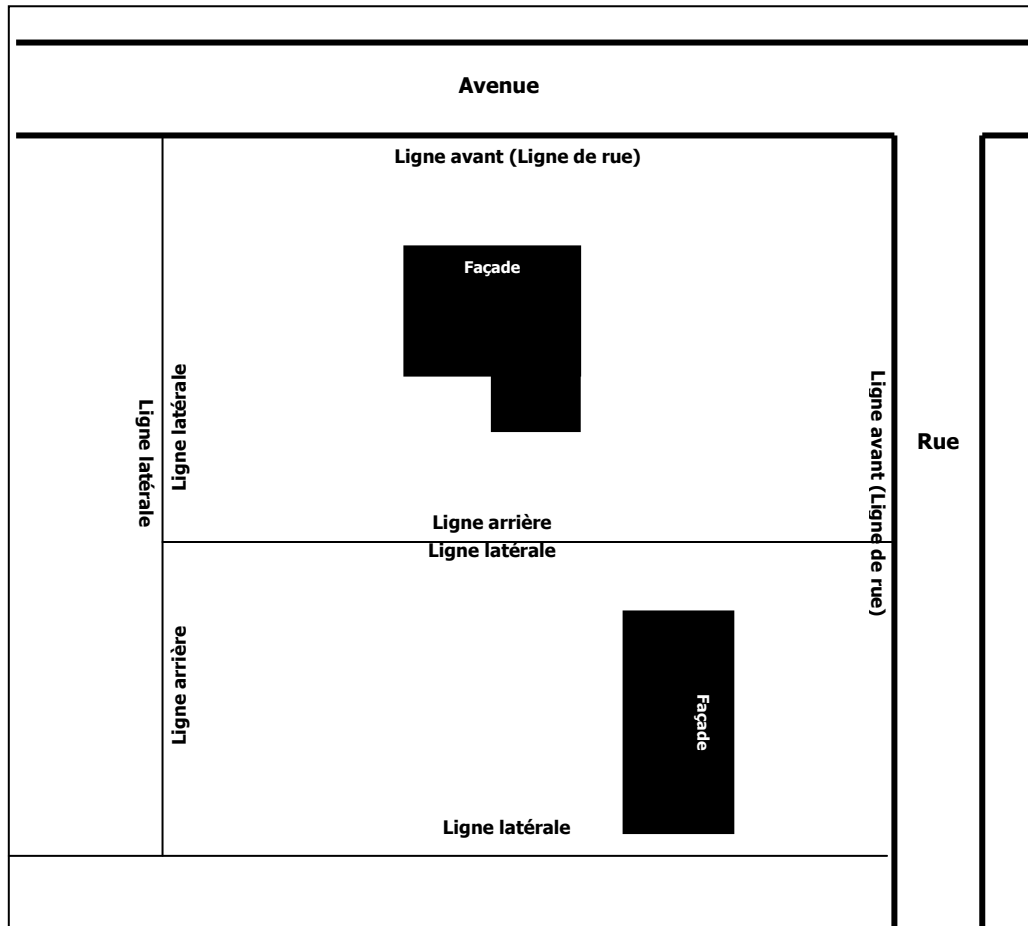 Avenue
Ligne avant (Ligne de rue)
Façade
Ligne latérale
Ligne latérale
Ligne avant (Ligne de rue)
Rue
Ligne arrière
Ligne latérale
Ligne arrière
Façade
Ligne latérale